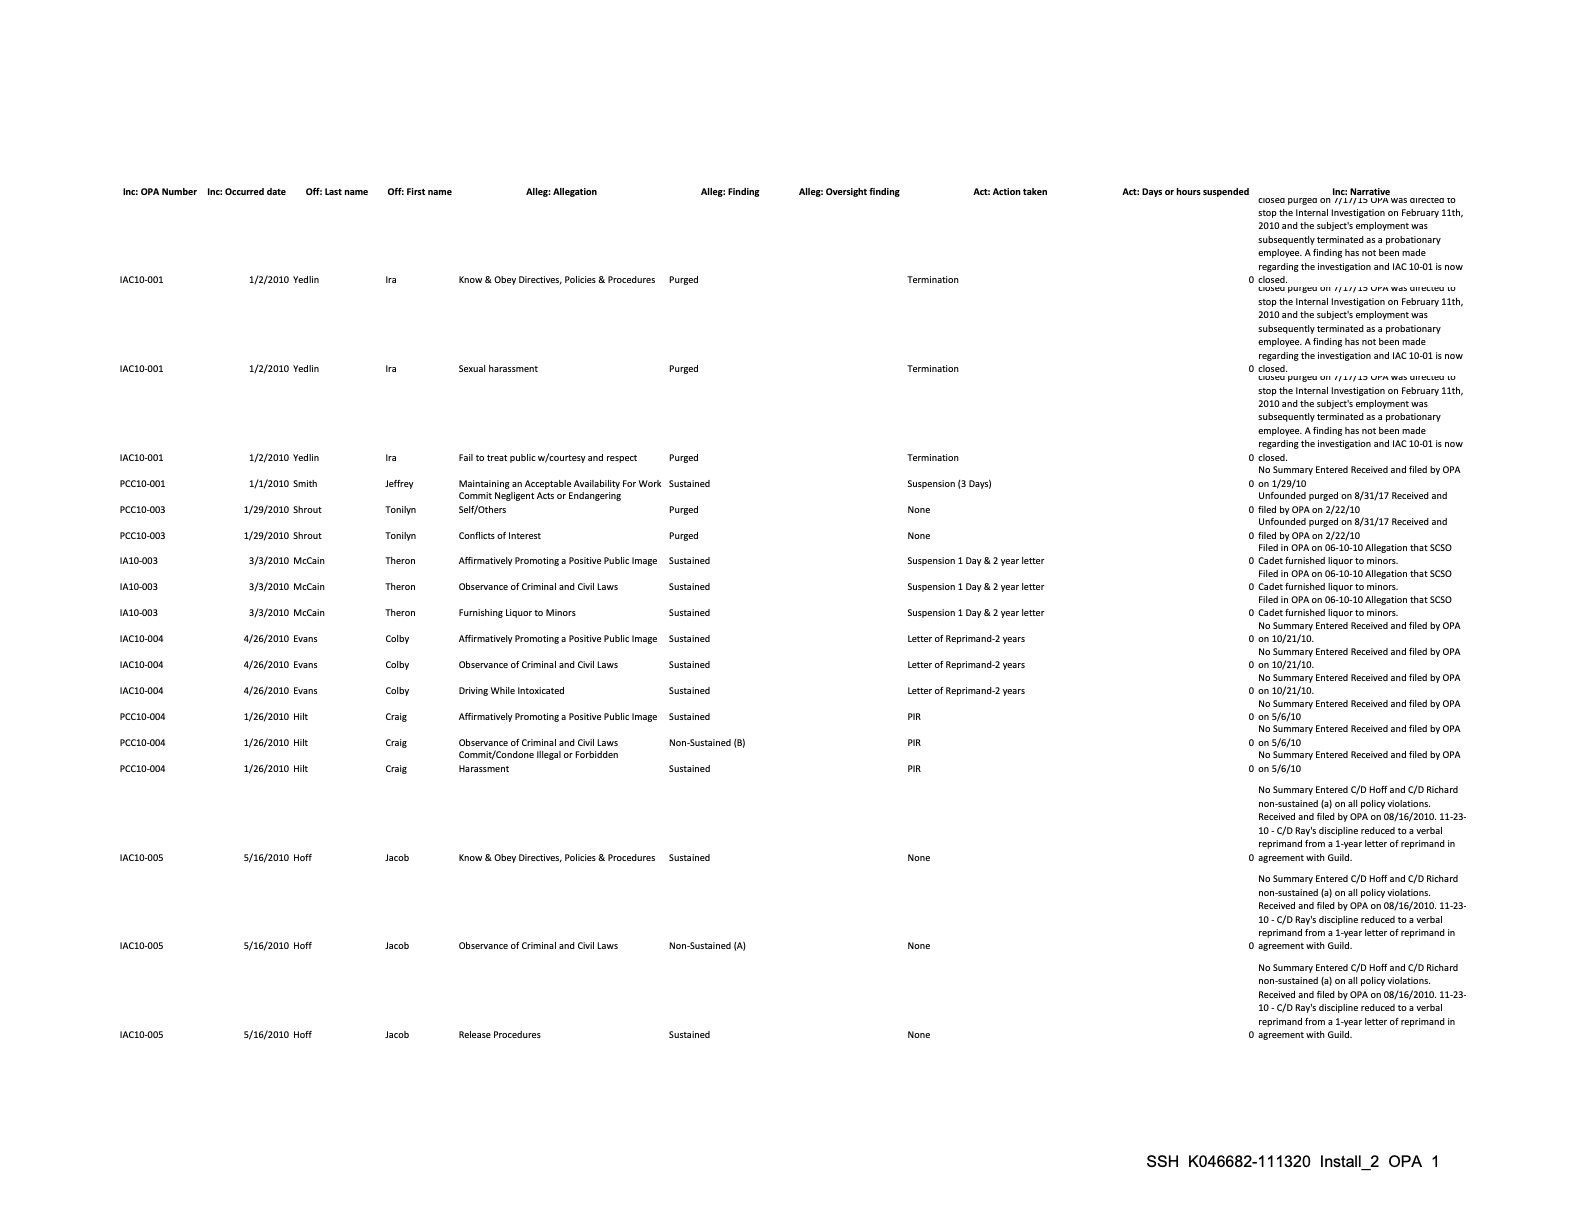 Inc: OPA Number Inc: Occurred date Off: Last name Off: First name Alleg: Allegation Alleg: Finding Alleg: Oversight finding Act: Action taken Act: Days or hours suspended Inc: Narrative
closed purged on 7/17/15 OPA was directed to
stop the Internal Investigation on February 11th,
2010 and the subject's employment was
subsequently terminated as a probationary
employee. A finding has not been made
regarding the investigation and IAC 10-01 is now
IAC10-001 1/2/2010 Yedlin Ira Know & Obey Directives, Policies & Procedures Purged Termination 0 closed.
closed purged on 7/17/15 OPA was directed to
stop the Internal Investigation on February 11th,
2010 and the subject's employment was
subsequently terminated as a probationary
employee. A finding has not been made
regarding the investigation and IAC 10-01 is now
IAC10-001 1/2/2010 Yedlin Ira Sexual harassment Purged Termination 0 closed.
closed purged on 7/17/15 OPA was directed to
stop the Internal Investigation on February 11th,
2010 and the subject's employment was
subsequently terminated as a probationary
employee. A finding has not been made
regarding the investigation and IAC 10-01 is now
IAC10-001 1/2/2010 Yedlin Ira Fail to treat public w/courtesy and respect Purged Termination 0 closed.
No Summary Entered Received and filed by OPA
PCC10-001 1/1/2010 Smith Jeffrey Maintaining an Acceptable Availability For Work Sustained Suspension (3 Days) 0 on 1/29/10
Commit Negligent Acts or Endangering Unfounded purged on 8/31/17 Received and
PCC10-003 1/29/2010 Shrout Tonilyn Self/Others Purged None 0 filed by OPA on 2/22/10
Unfounded purged on 8/31/17 Received and
PCC10-003 1/29/2010 Shrout Tonilyn Conflicts of Interest Purged None 0 filed by OPA on 2/22/10
Filed in OPA on 06-10-10 Allegation that SCSO
IA10-003 3/3/2010 McCain Theron Affirmatively Promoting a Positive Public Image Sustained Suspension 1 Day & 2 year letter 0 Cadet furnished liquor to minors.
Filed in OPA on 06-10-10 Allegation that SCSO
IA10-003 3/3/2010 McCain Theron Observance of Criminal and Civil Laws Sustained Suspension 1 Day & 2 year letter 0 Cadet furnished liquor to minors.
Filed in OPA on 06-10-10 Allegation that SCSO
IA10-003 3/3/2010 McCain Theron Furnishing Liquor to Minors Sustained Suspension 1 Day & 2 year letter 0 Cadet furnished liquor to minors.
No Summary Entered Received and filed by OPA
IAC10-004 4/26/2010 Evans Colby Affirmatively Promoting a Positive Public Image Sustained Letter of Reprimand-2 years 0 on 10/21/10.
No Summary Entered Received and filed by OPA
IAC10-004 4/26/2010 Evans Colby Observance of Criminal and Civil Laws Sustained Letter of Reprimand-2 years 0 on 10/21/10.
No Summary Entered Received and filed by OPA
IAC10-004 4/26/2010 Evans Colby Driving While Intoxicated Sustained Letter of Reprimand-2 years 0 on 10/21/10.
No Summary Entered Received and filed by OPA
PCC10-004 1/26/2010 Hilt Craig Affirmatively Promoting a Positive Public Image Sustained PIR 0 on 5/6/10
No Summary Entered Received and filed by OPA
PCC10-004 1/26/2010 Hilt Craig Observance of Criminal and Civil Laws Non-Sustained (B) PIR 0 on 5/6/10
Commit/Condone Illegal or Forbidden No Summary Entered Received and filed by OPA
PCC10-004 1/26/2010 Hilt Craig Harassment Sustained PIR 0 on 5/6/10
No Summary Entered C/D Hoff and C/D Richard
non-sustained (a) on all policy violations.
Received and filed by OPA on 08/16/2010. 11-23-
10 - C/D Ray's discipline reduced to a verbal
reprimand from a 1-year letter of reprimand in
IAC10-005 5/16/2010 Hoff Jacob Know & Obey Directives, Policies & Procedures Sustained None 0 agreement with Guild.
No Summary Entered C/D Hoff and C/D Richard
non-sustained (a) on all policy violations.
Received and filed by OPA on 08/16/2010. 11-23-
10 - C/D Ray's discipline reduced to a verbal
reprimand from a 1-year letter of reprimand in
IAC10-005 5/16/2010 Hoff Jacob Observance of Criminal and Civil Laws Non-Sustained (A) None 0 agreement with Guild.
No Summary Entered C/D Hoff and C/D Richard
non-sustained (a) on all policy violations.
Received and filed by OPA on 08/16/2010. 11-23-
10 - C/D Ray's discipline reduced to a verbal
reprimand from a 1-year letter of reprimand in
IAC10-005 5/16/2010 Hoff Jacob Release Procedures Sustained None 0 agreement with Guild.
SSH K046682-111320 Install_2 OPA 1